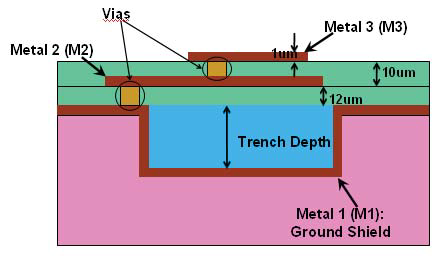 Vias
Metal 3 (M3)
Metal 2 (M2)
1um
10um
12um
Trench Depth
Metal 1 (M1):
Ground Shield